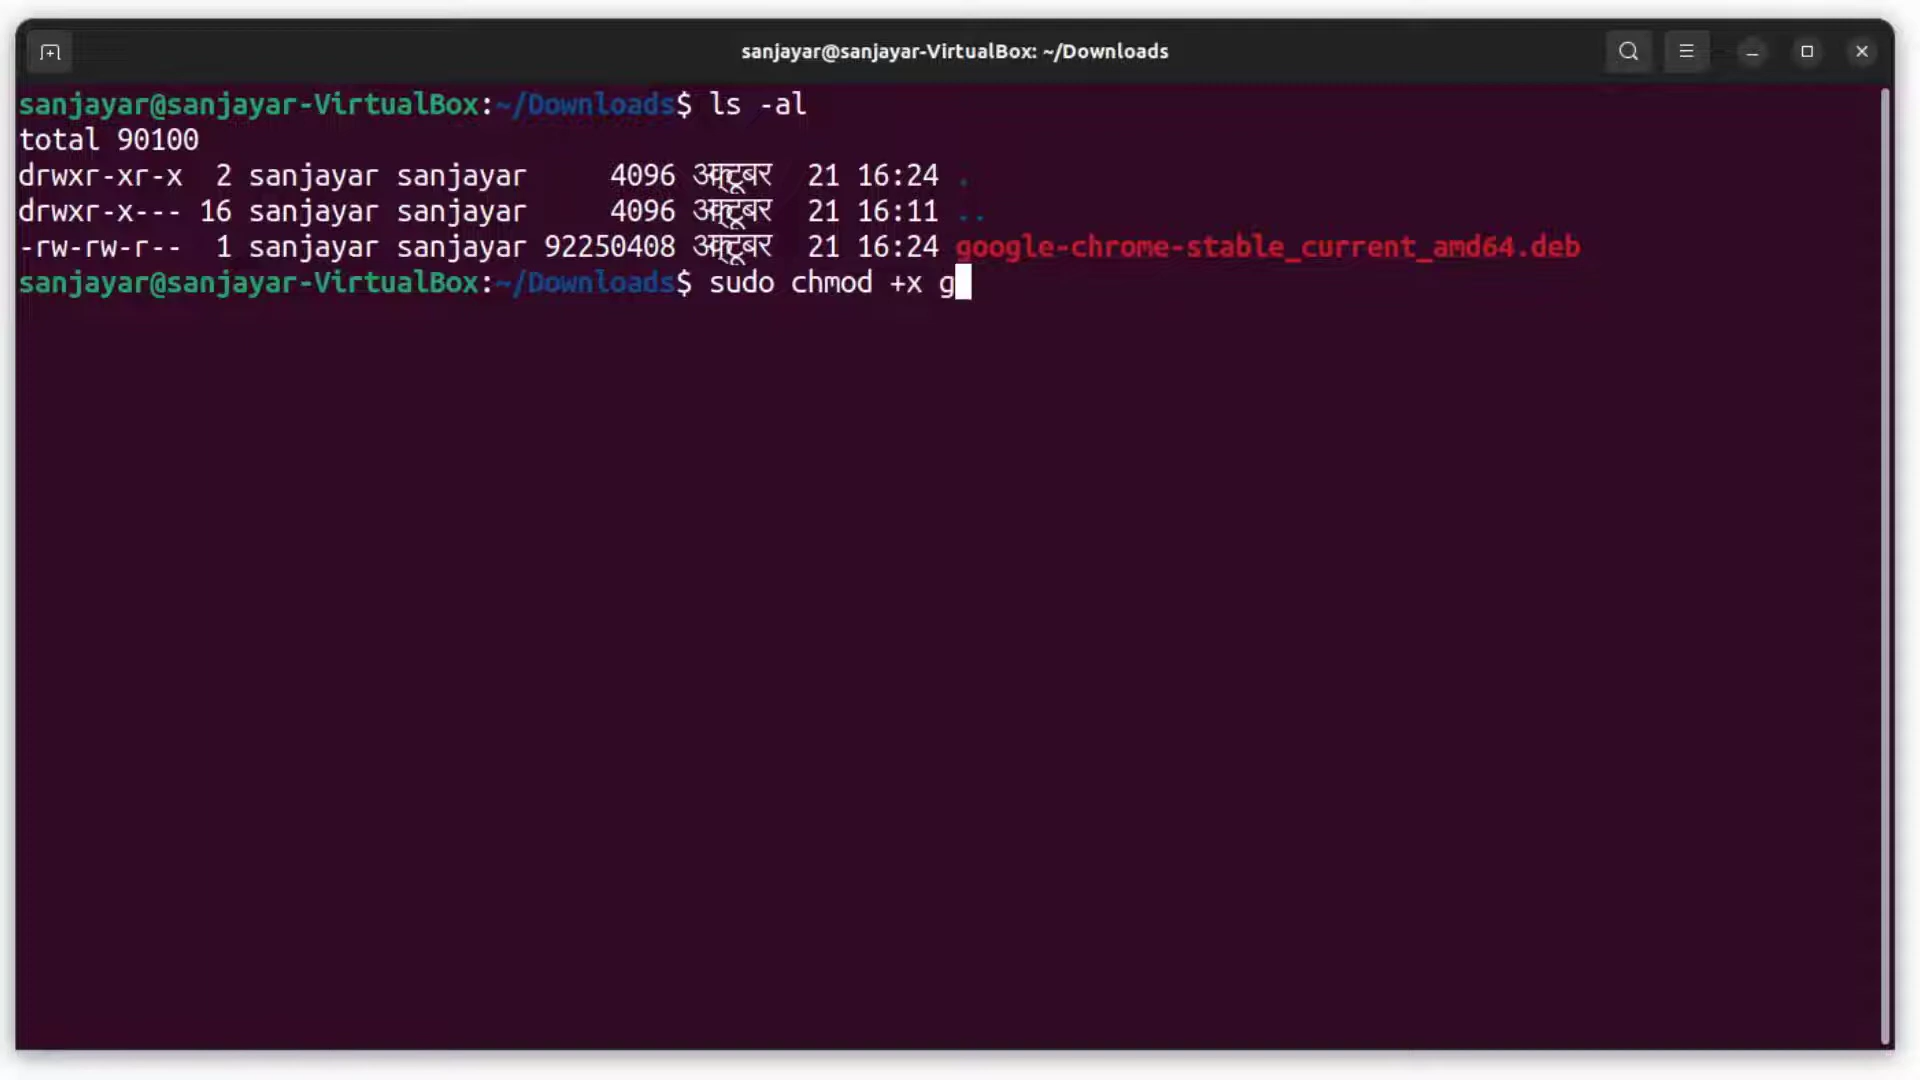 sanjayar@sanjayar-VirtualBox: ~/Downloads
sanjayar@sanjayar-VirtualBox:~/Downloads$ ls -al
total 90100
drwxr-xr-x  2 sanjayar sanjayar     4096 अक्टूबर  21 16:24 .
drwxr-x--- 16 sanjayar sanjayar     4096 अक्टूबर  21 16:11 ..
-rw-rw-r--  1 sanjayar sanjayar 92250408 अक्टूबर  21 16:24 google-chrome-stable_current_amd64.deb
sanjayar@sanjayar-VirtualBox:~/Downloads$ sudo chmod +x g